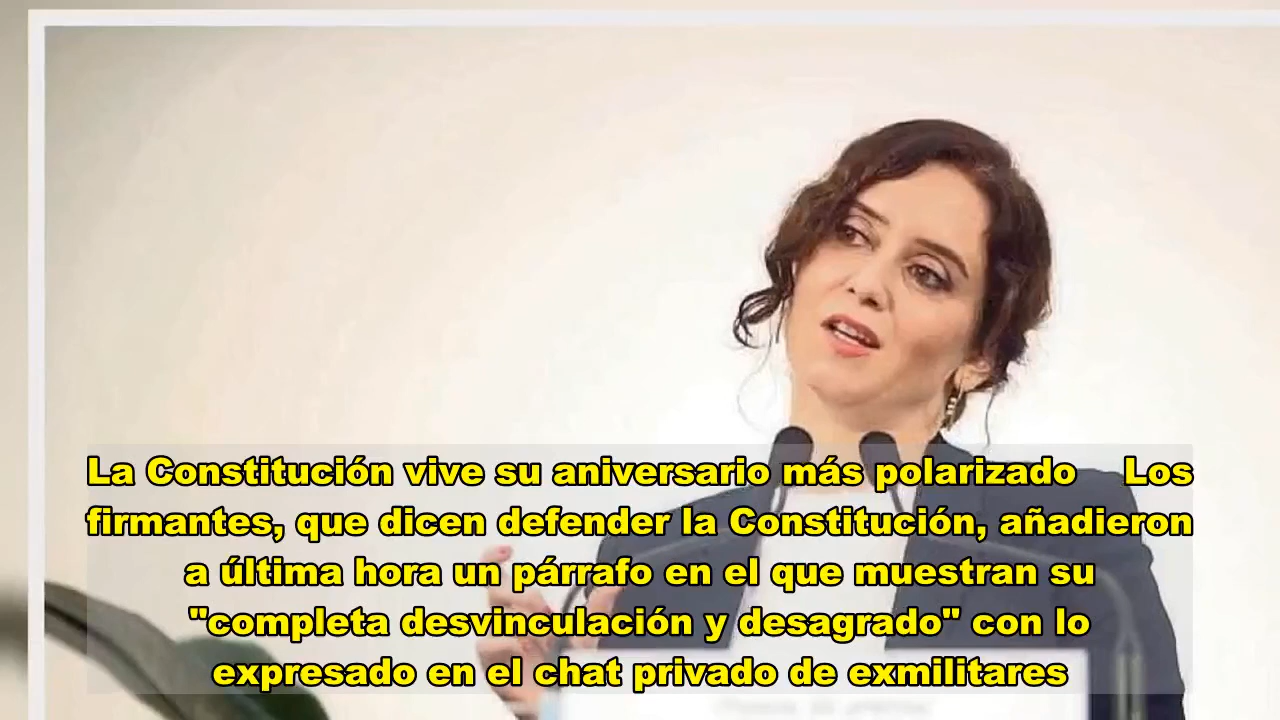 La Constitución vive su aniversario más polarizado Los
firmantes, que dicen defender la Constitución, añadieron
a última hora un párrafo en el que muestran su
"completa desvinculación y desagrado" con lo
expresado en el chat privado de exmilitares